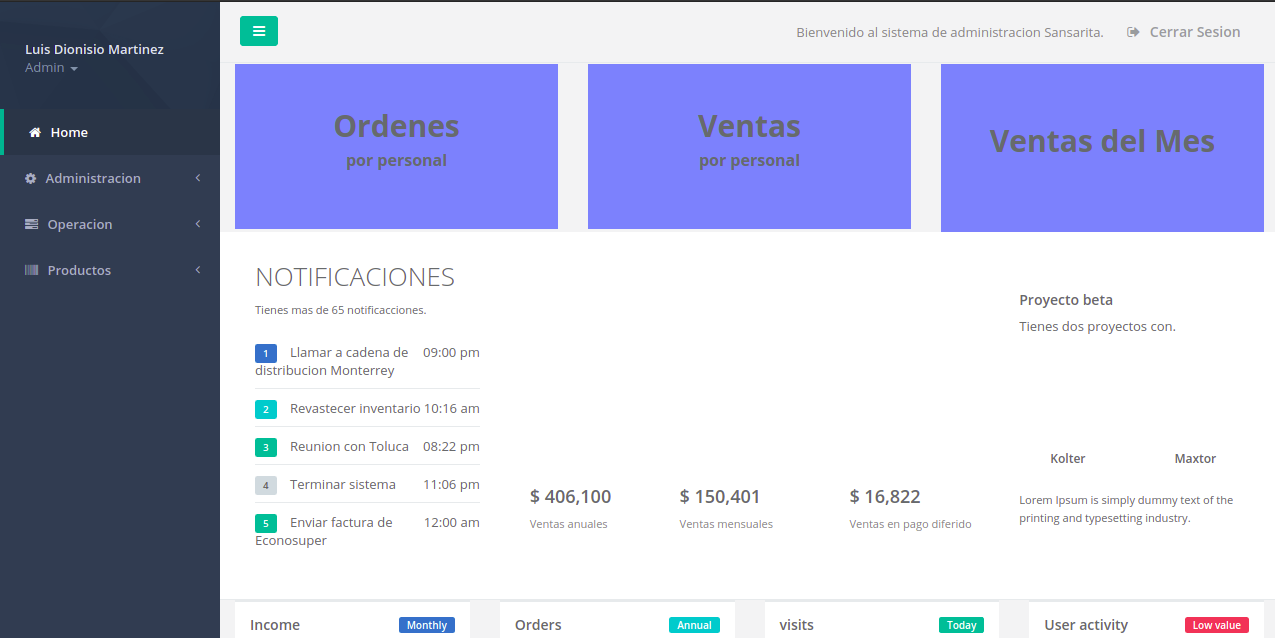 Luis Dionisio Martinez
Admin
Home
Administracion
Operacion
Productos
Bienvenido al sistema de administracion Sansarita.
Cerrar Sesion
Ordenes
por personal
Ventas
por personal
Ventas del Mes
NOTIFICACIONES
Tienes mas de 65 notificacciones.
1 Llamar a cadena de 09:00 pm
distribucion Monterrey
2 Revastecer inventario 10:16 am
3 Reunion con Toluca 08:22 pm
4 Terminar sistema 11:06 pm
5 Enviar factura de 12:00 am
Econosuper
$ 406,100
Ventas anuales
$ 150,401
Ventas mensuales
$ 16,822
Ventas en pago diferido
Proyecto beta
Tienes dos proyectos con.
Kolter
Maxtor
Lorem Ipsum is simply dummy text of the
printing and typesetting industry.
Income Monthly
Orders Annual
visits Today
User activity Low value